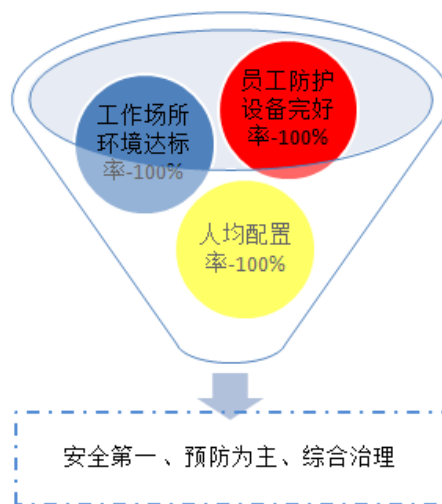 工作场所
环境达标
率-100%
员工防护
设备完好
率-100%
人均配置
率-100%
安全第一、预防为主、综合治理